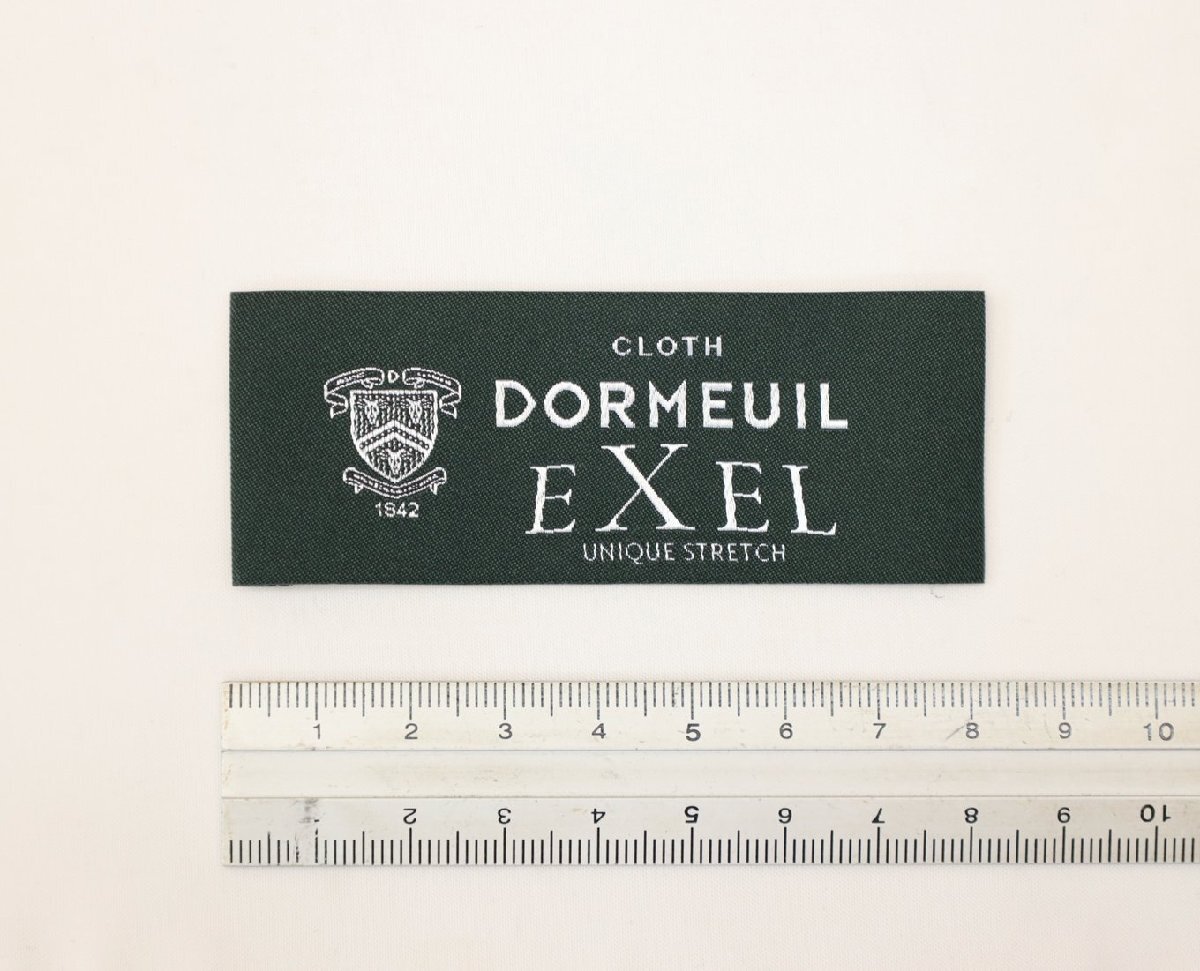 CLOTH
DORMEUIL
EXEL
UNIQUE STRETCH
D
1842
1 2 3 4 5 6 7 8 9 10
2 3 4 5 6 7 8 9 10